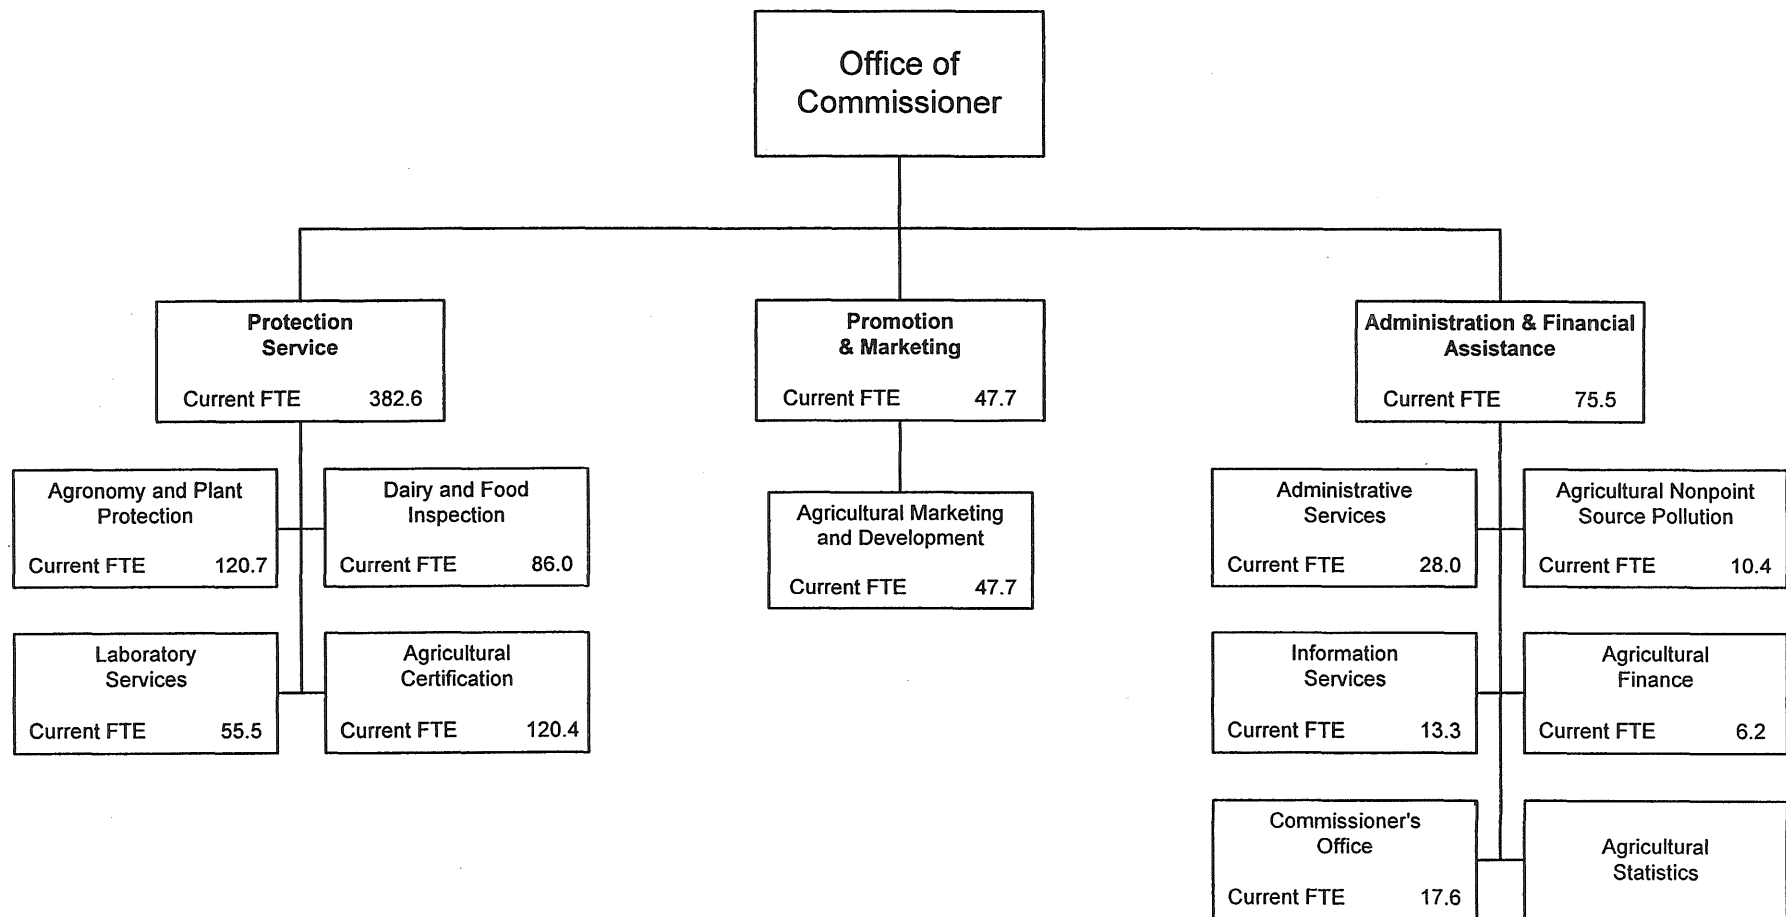 Office of
Commissioner
Protection
Service
Current FTE 382.6
Promotion
& Marketing
Current FTE 47.7
Administration & Financial
Assistance
Current FTE 75.5
Agronomy and Plant
Protection
Current FTE 120.7
Dairy and Food
Inspection
Current FTE 86.0
Agricultural Marketing
and Development
Current FTE 47.7
Administrative
Services
Current FTE 28.0
Agricultural Nonpoint
Source Pollution
Current FTE 10.4
Laboratory
Services
Current FTE 55.5
Agricultural
Certification
Current FTE 120.4
Information
Services
Current FTE 13.3
Agricultural
Finance
Current FTE 6.2
Commissioner's
Office
Current FTE 17.6
Agricultural
Statistics